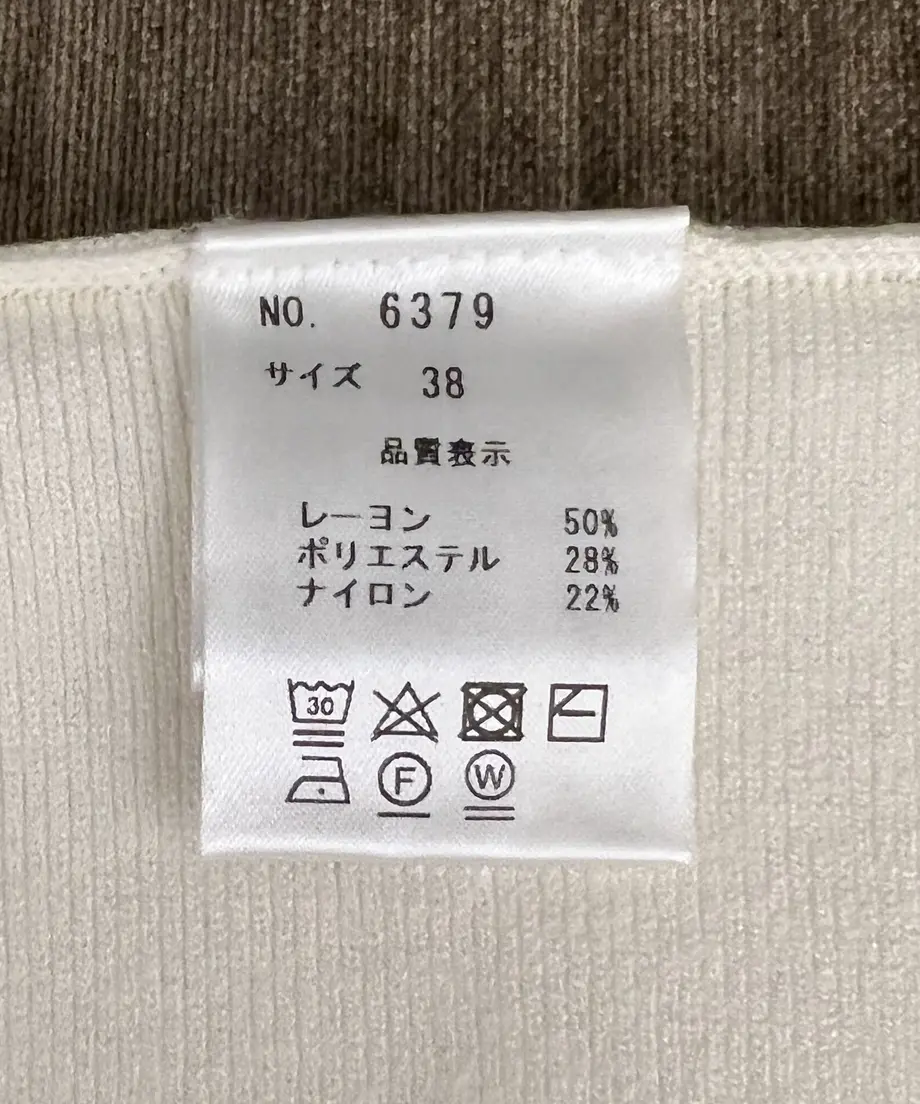 NO. 6379
サイズ 38
品質表示
レーヨン 50%
ポリエステル 28%
ナイロン 22%
30
F W